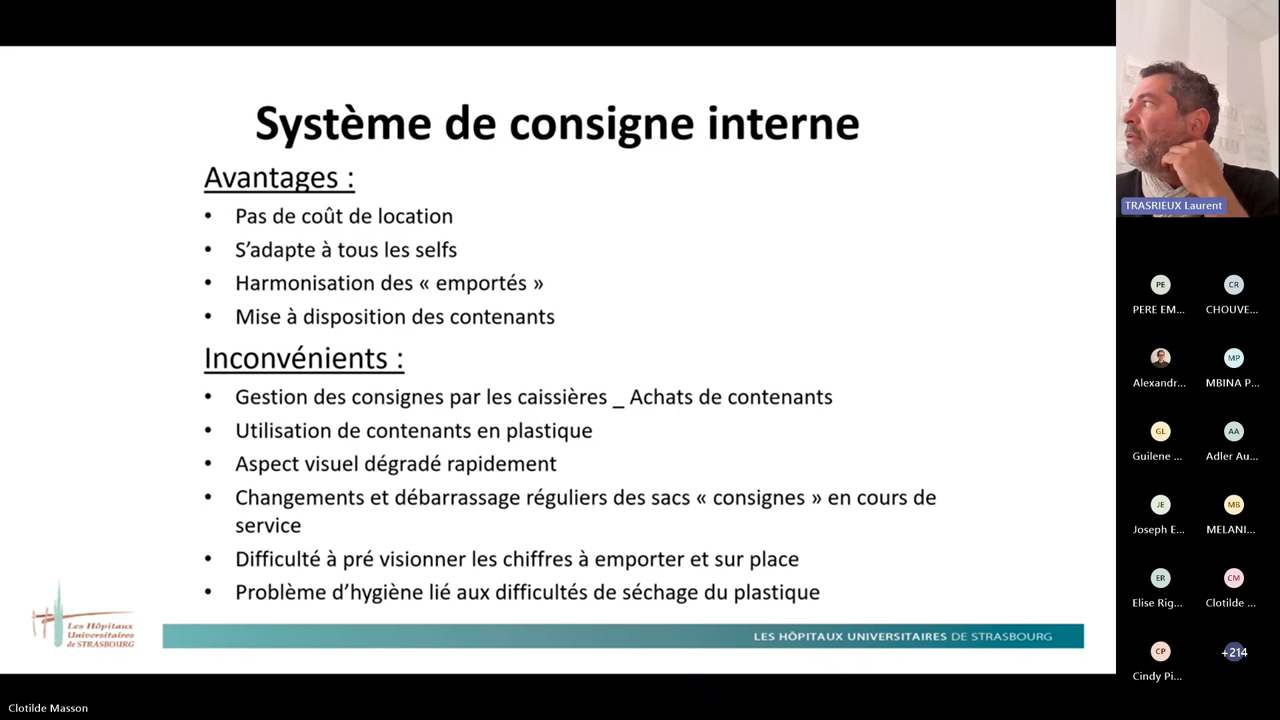 Système de consigne interne
Avantages :
• Pas de coût de location
• S’adapte à tous les selfs
• Harmonisation des « emportés »
• Mise à disposition des contenants
Inconvénients :
• Gestion des consignes par les caissières _ Achats de contenants
• Utilisation de contenants en plastique
• Aspect visuel dégradé rapidement
• Changements et débarrassage réguliers des sacs « consignes » en cours de
service
• Difficulté à pré visionner les chiffres à emporter et sur place
• Problème d’hygiène lié aux difficultés de séchage du plastique
Les Hôpitaux
Universitaires
de STRASBOURG
LES HÔPITAUX UNIVERSITAIRES DE STRASBOURG
Clotilde Masson
TRASRIEUX Laurent
PE
CR
PERE EM...
CHOUVE...
MP
Alexandr...
MBINA P...
GL
AA
Guilene ...
Adler Au...
JE
MB
Joseph E...
MELANI...
ER
CM
Elise Rig...
Clotilde ...
CP
+214
Cindy Pi...